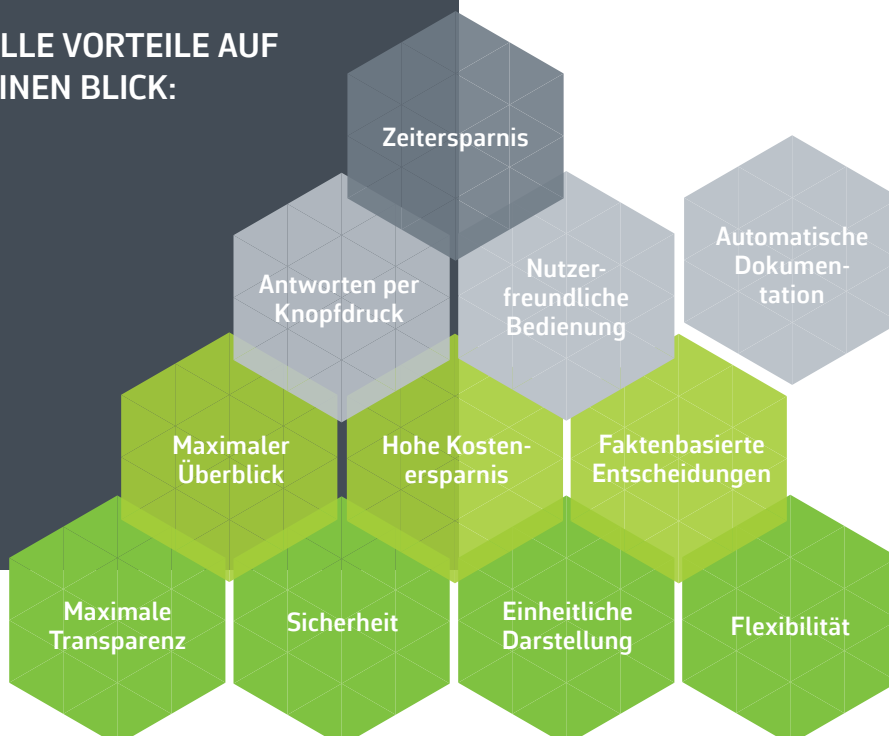 LLE VORTEILE AUF
INEN BLICK:
Zeitersparnis
Antworten per
Knopfdruck
Nutzer-
freundliche
Bedienung
Automatische
Dokumen-
tation
Maximaler
Überblick
Hohe Kosten-
ersparnis
Faktenbasierte
Entscheidungen
Maximale
Transparenz
Sicherheit
Einheitliche
Darstellung
Flexibilität